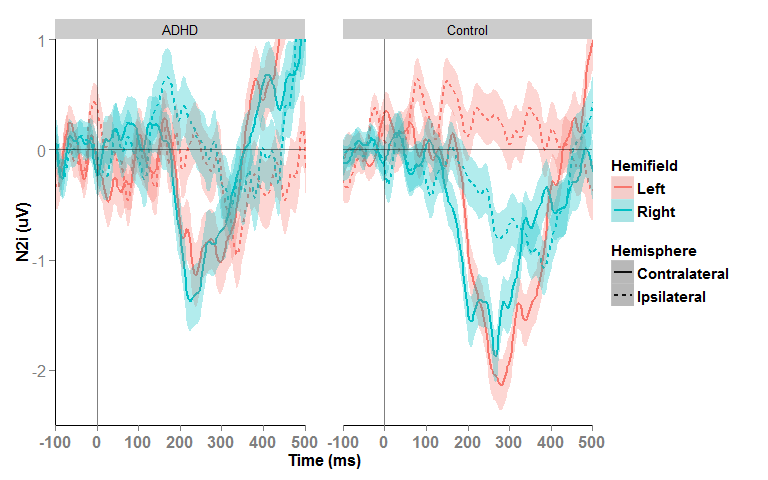 ADHD Control
1
0
-1
-2
N2i (uV)
-100 0 100 200 300 400 500 -100 0 100 200 300 400 500
Time (ms)
Hemifield
Left
Right
Hemisphere
Contralateral
Ipsilateral